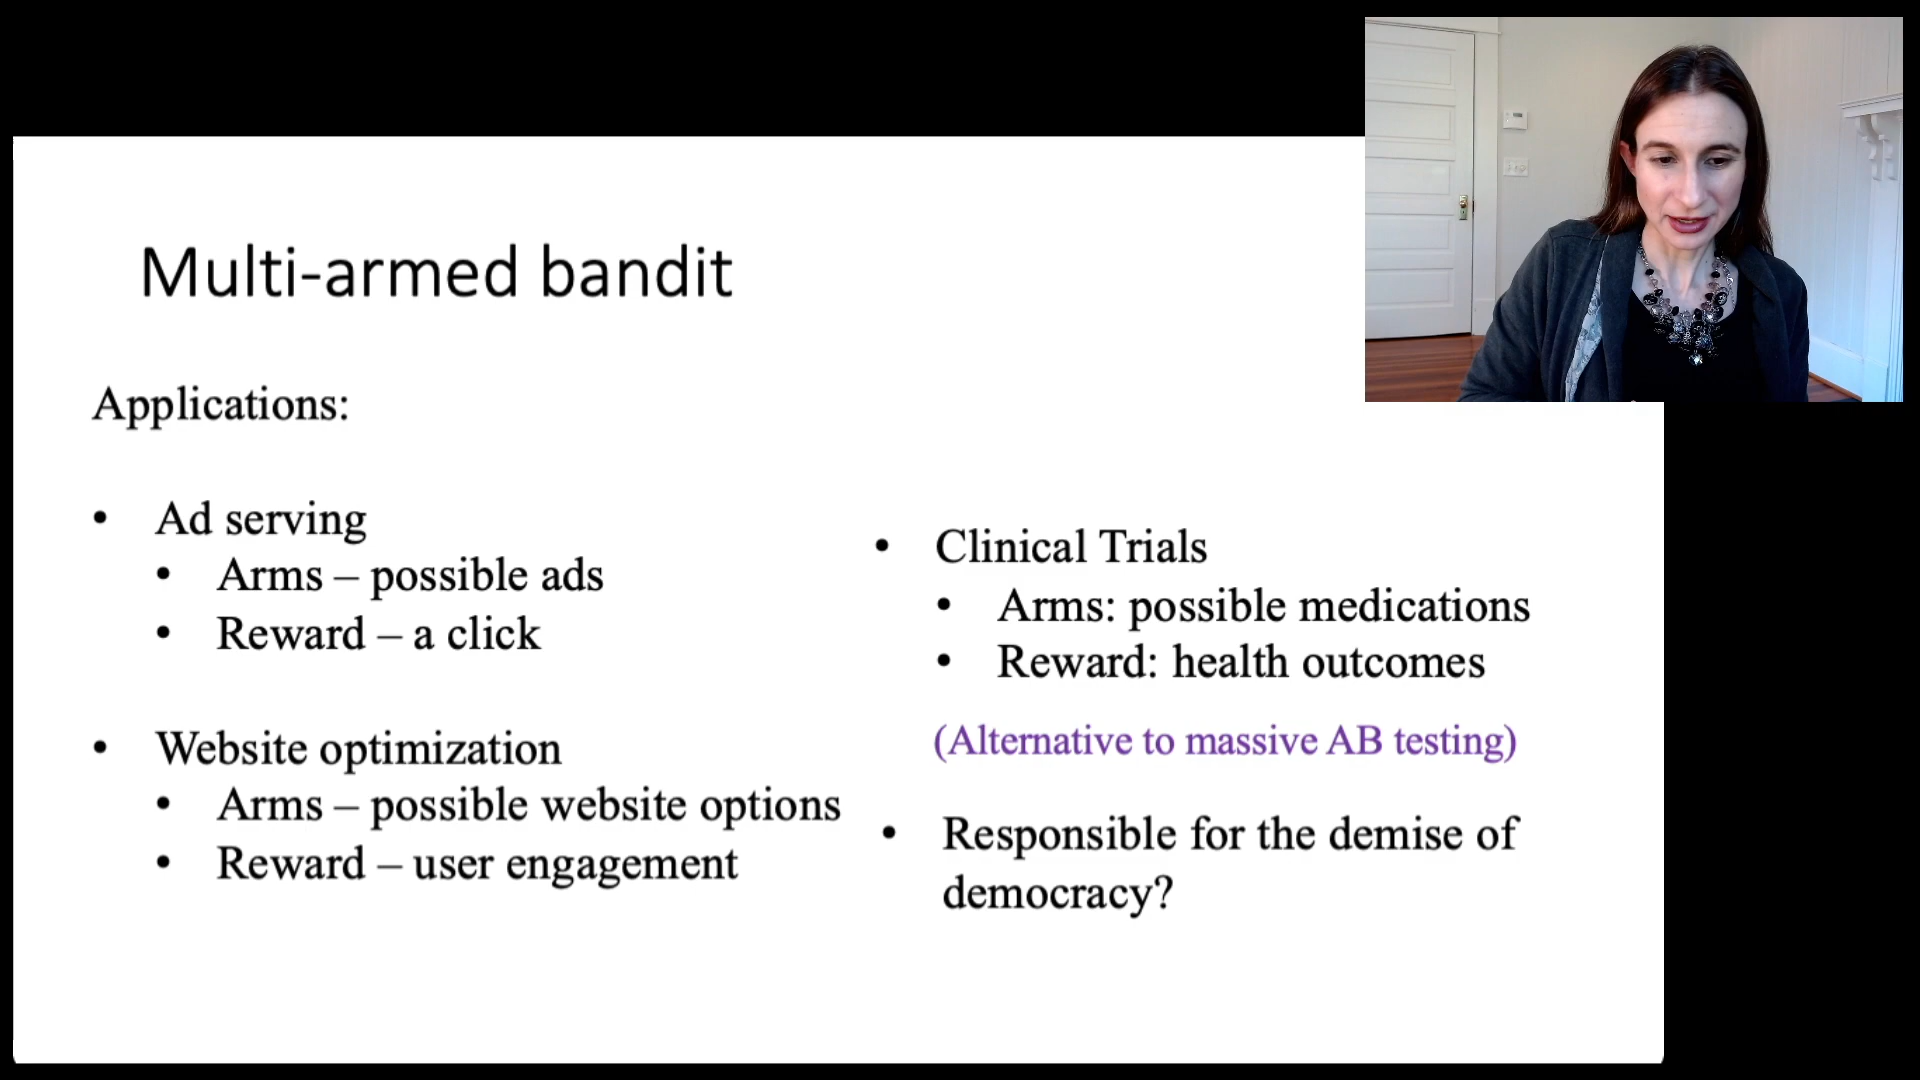 Multi-armed bandit
Applications:
• Ad serving
• Arms – possible ads
• Reward – a click
• Website optimization
• Arms – possible website options
• Reward – user engagement
• Clinical Trials
• Arms: possible medications
• Reward: health outcomes
(Alternative to massive AB testing)
• Responsible for the demise of
democracy?